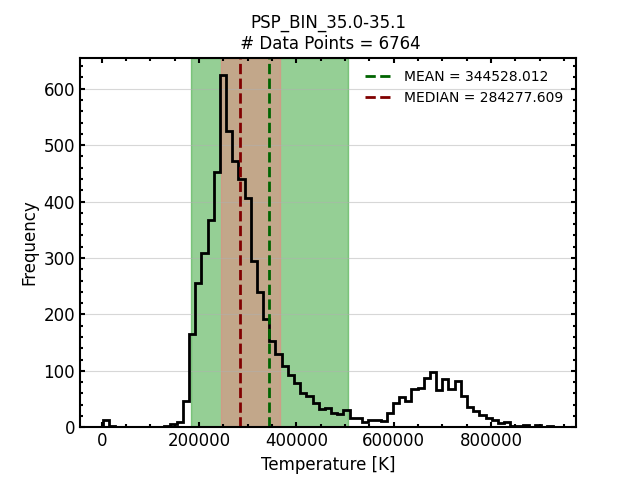 PSP_BIN_35.0-35.1
# Data Points = 6764
MEAN = 344528.012
MEDIAN = 284277.609
600
500
400
300
200
100
0
Frequency
0
200000
400000
600000
800000
Temperature [K]